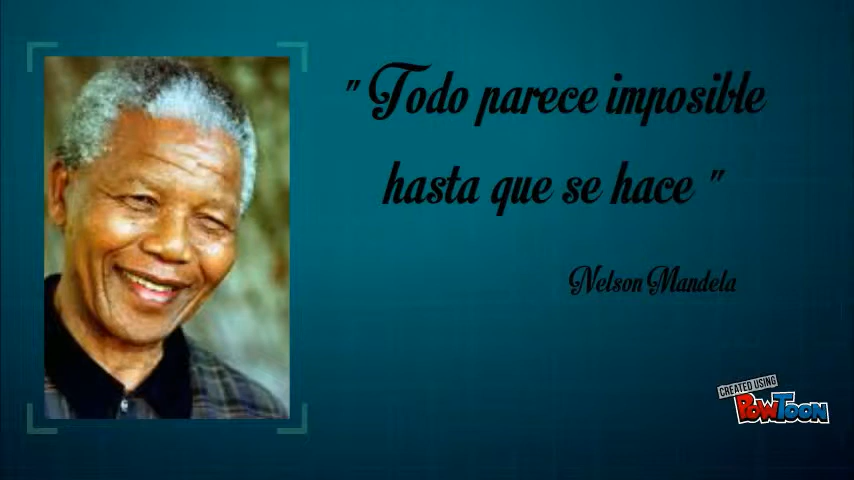 " Todo parece imposible
hasta que se hace "
Nelson Mandela
CREATED USING
POWTOON